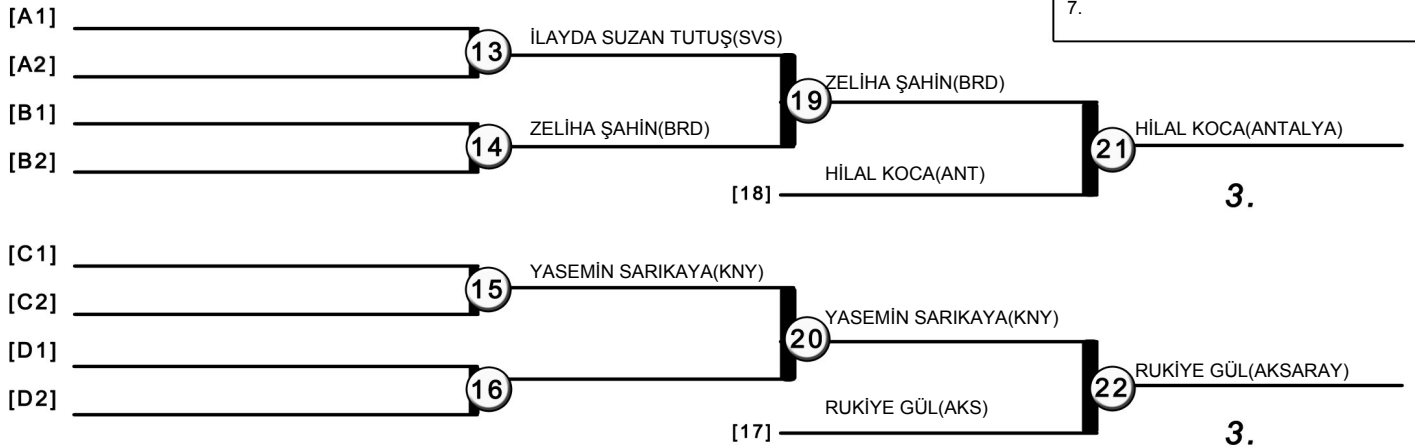 7.
[A1]
13
İLAYDA SUZAN TUTUŞ(SVS)
[A2]
19
ZELİHA ŞAHİN(BRD)
[B1]
14
ZELİHA ŞAHİN(BRD)
[B2]
21
HİLAL KOCA(ANTALYA)
[18]
HİLAL KOCA(ANT)
3.
[C1]
15
YASEMİN SARIKAYA(KNY)
[C2]
20
YASEMİN SARIKAYA(KNY)
[D1]
16
[D2]
22
RUKİYE GÜL(AKSARAY)
[17]
RUKİYE GÜL(AKS)
3.